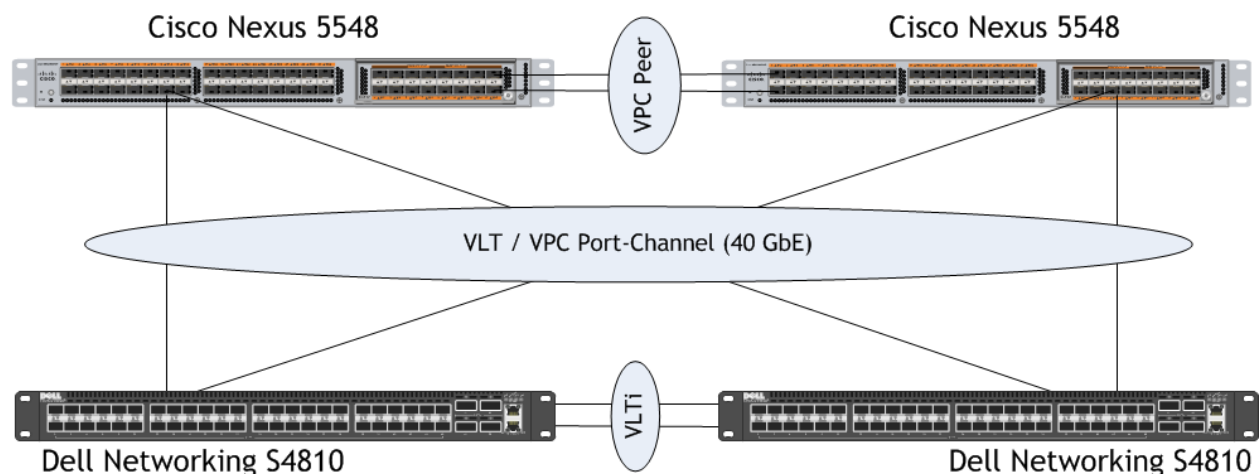 Cisco Nexus 5548
Cisco Nexus 5548
VPC Peer
VLT / VPC Port-Channel (40 GbE)
VLTi
Dell Networking S4810
Dell Networking S4810